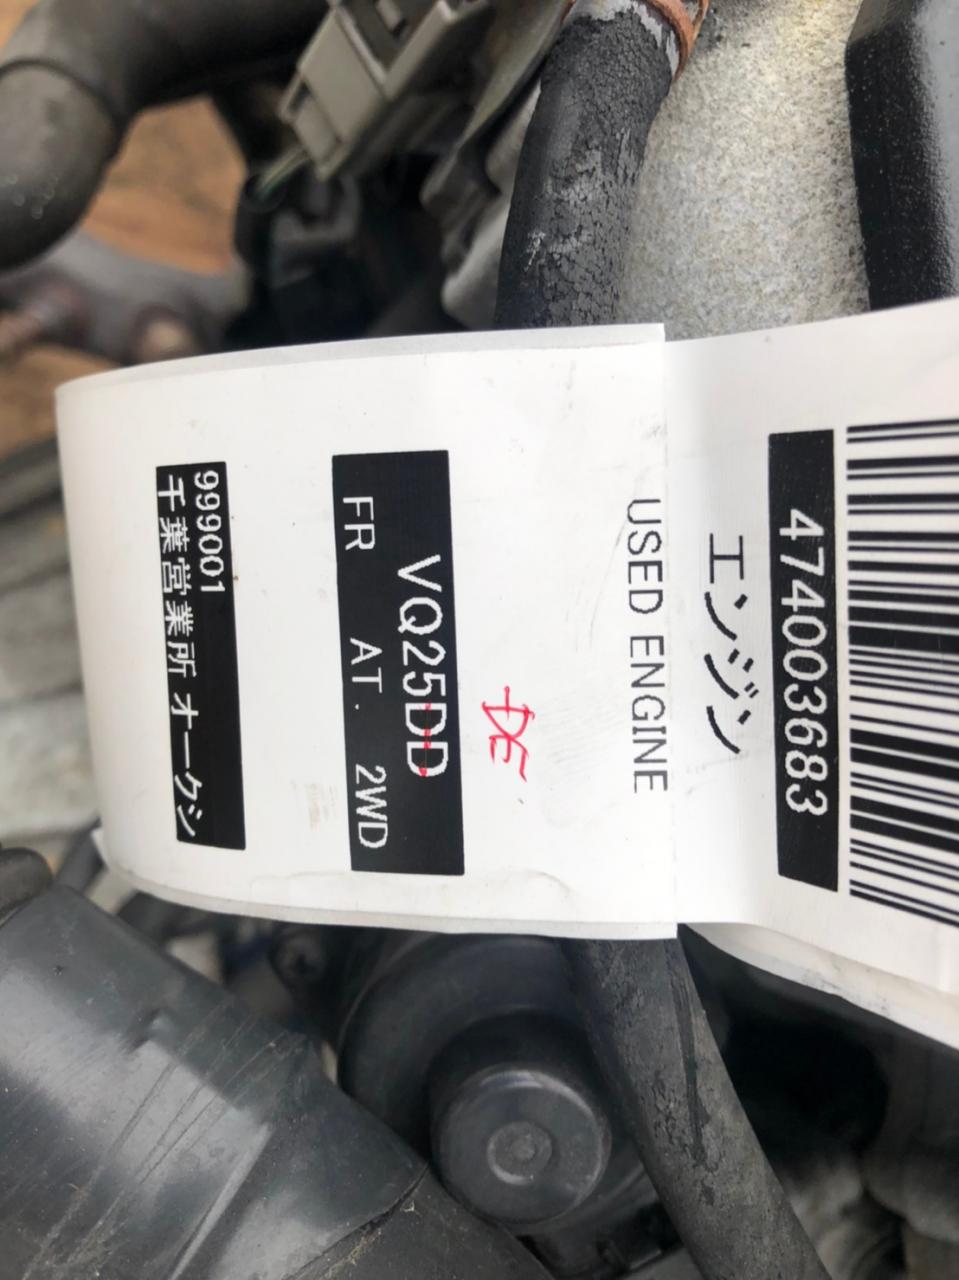 4740003683
エンジン
USED ENGINE
DE
VQ25DD
FR AT. 2WD
999001
千葉営業所 オークシ